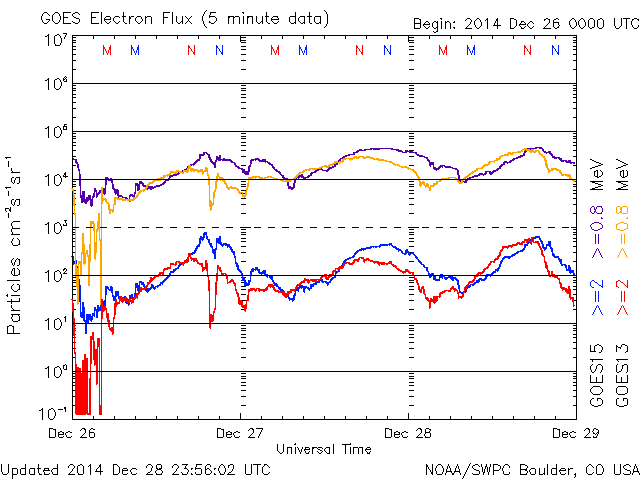 GOES Electron Flux (5 minute data)
Begin: 2014 Dec 26 0000 UTC
M M N N M M N N M M N N
10⁷
10⁶
10⁵
10⁴
10³
10²
10¹
10⁰
10⁻¹
Particles cm⁻²s⁻¹sr⁻¹
GOES15 >=2 >=0.8 MeV
GOES13 >=2 >=0.8 MeV
Dec 26 Dec 27 Dec 28 Dec 29
Universal Time
Updated 2014 Dec 28 23:56:02 UTC
NOAA/SWPC Boulder, CO USA